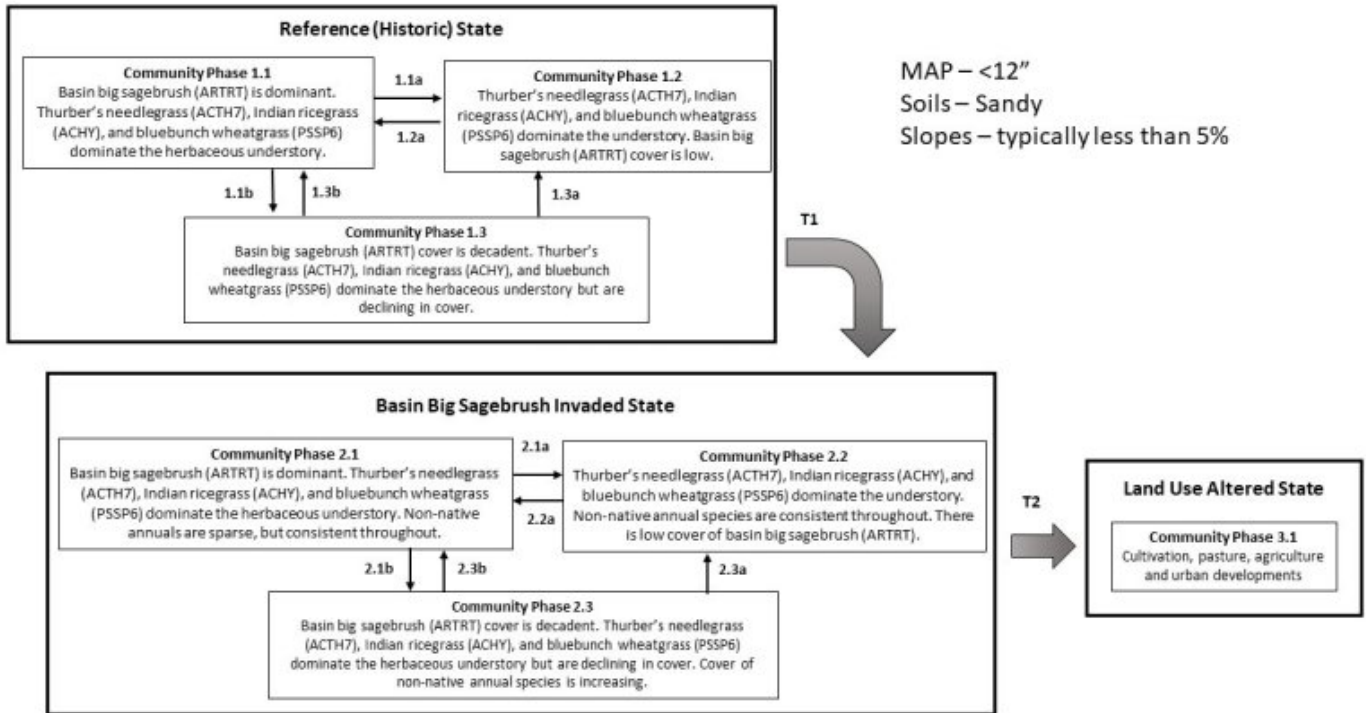 Reference (Historic) State
Community Phase 1.1
Basin big sagebrush (ARTRT) is dominant.
Thurber's needlegrass (ACTH7), Indian ricegrass
(ACHY), and bluebunch wheatgrass (PSSP6)
dominate the herbaceous understory.
1.1a
1.2a
Community Phase 1.2
Thurber's needlegrass (ACTH7), Indian
ricegrass (ACHY), and bluebunch wheatgrass
(PSSP6) dominate the understory. Basin big
sagebrush (ARTRT) cover is low.
1.1b
1.3b
1.3a
Community Phase 1.3
Basin big sagebrush (ARTRT) cover is decadent. Thurber's
needlegrass (ACTH7), Indian ricegrass (ACHY), and bluebunch
wheatgrass (PSSP6) dominate the herbaceous understory but are
declining in cover.
MAP – <12"
Soils – Sandy
Slopes – typically less than 5%
T1
Basin Big Sagebrush Invaded State
Community Phase 2.1
Basin big sagebrush (ARTRT) is dominant. Thurber's needlegrass
(ACTH7), Indian ricegrass (ACHY), and bluebunch wheatgrass
(PSSP6) dominate the herbaceous understory. Non-native
annuals are sparse, but consistent throughout.
2.1a
2.2a
Community Phase 2.2
Thurber's needlegrass (ACTH7), Indian ricegrass (ACHY), and
bluebunch wheatgrass (PSSP6) dominate the understory.
Non-native annual species are consistent throughout. There
is low cover of basin big sagebrush (ARTRT).
2.1b
2.3b
2.3a
Community Phase 2.3
Basin big sagebrush (ARTRT) cover is decadent. Thurber's needlegrass
(ACTH7), Indian ricegrass (ACHY), and bluebunch wheatgrass (PSSP6)
dominate the herbaceous understory but are declining in cover. Cover of
non-native annual species is increasing.
T2
Land Use Altered State
Community Phase 3.1
Cultivation, pasture, agriculture
and urban developments